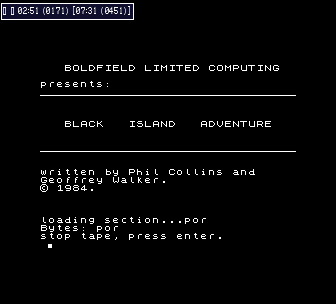 02:51 (0171) [07:31 (0451)]
BOLDFIELD LIMITED COMPUTING
presents:
BLACK ISLAND ADVENTURE
written by Phil Collins and
Geoffrey Walker.
© 1984.
loading section...por
Bytes: por
stop tape, press enter.